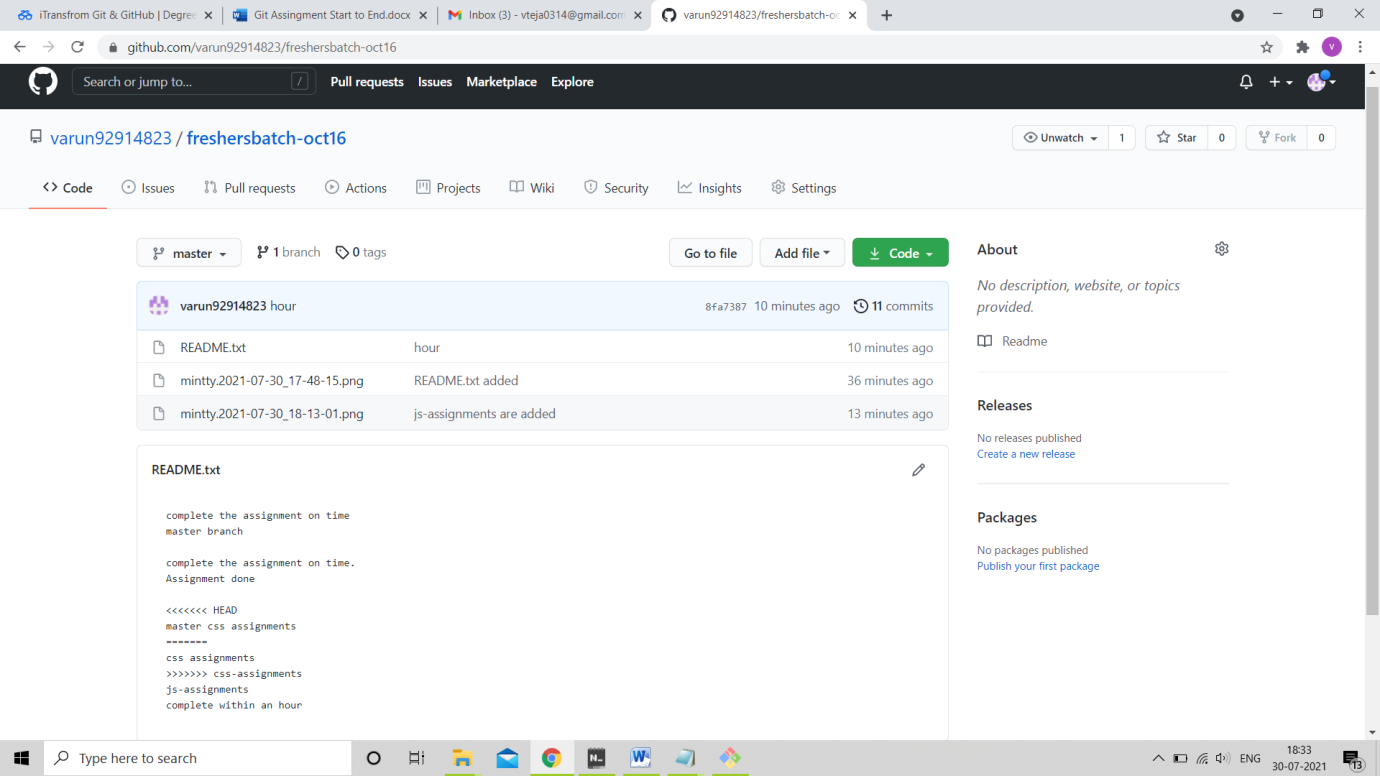 iTransfrom Git & GitHub | Degree
Git Assingment Start to End.docx
Inbox (3) - vteja0314@gmail.com
varun92914823/freshersbatch-oc
github.com/varun92914823/freshersbatch-oct16
V
Search or jump to... /
Pull requests Issues Marketplace Explore
varun92914823 / freshersbatch-oct16
Unwatch 1 Star 0 Fork 0
Code Issues Pull requests Actions Projects Wiki Security Insights Settings
master 1 branch 0 tags Go to file Add file Code
varun92914823 hour 8fa7387 10 minutes ago 11 commits
README.txt hour 10 minutes ago
mintty.2021-07-30_17-48-15.png README.txt added 36 minutes ago
mintty.2021-07-30_18-13-01.png js-assignments are added 13 minutes ago
README.txt
complete the assignment on time
master branch
complete the assignment on time.
Assignment done
<<<<<<< HEAD
master css assignments
=======
css assignments
>>>>>>> css-assignments
js-assignments
complete within an hour
About
No description, website, or topics
provided.
Readme
Releases
No releases published
Create a new release
Packages
No packages published
Publish your first package
Type here to search
N
W
ENG
18:33
30-07-2021
13